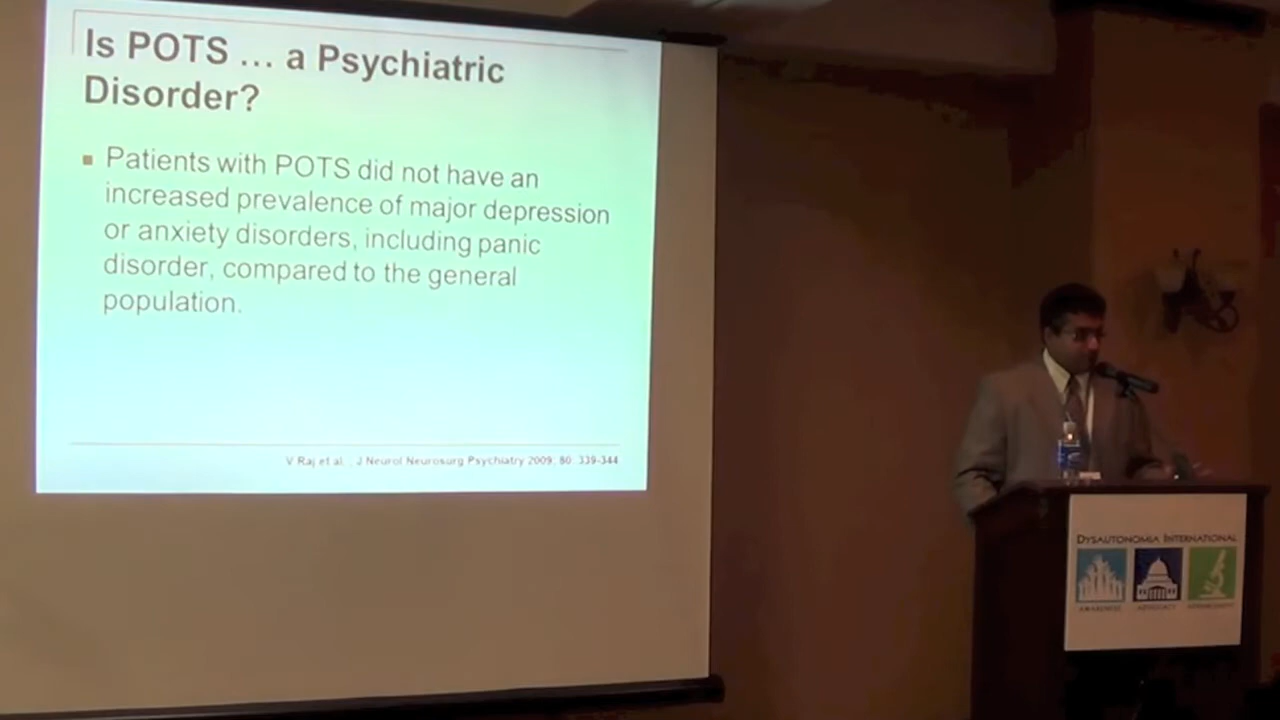 Is POTS ... a Psychiatric
Disorder?
Patients with POTS did not have an
increased prevalence of major depression
or anxiety disorders, including panic
disorder, compared to the general
population.
V Raj et al. J Neurol Neurosurg Psychiatry 2009; 80: 339-344
DYSAUTONOMIA INTERNATIONAL
AWARENESS ADVOCACY